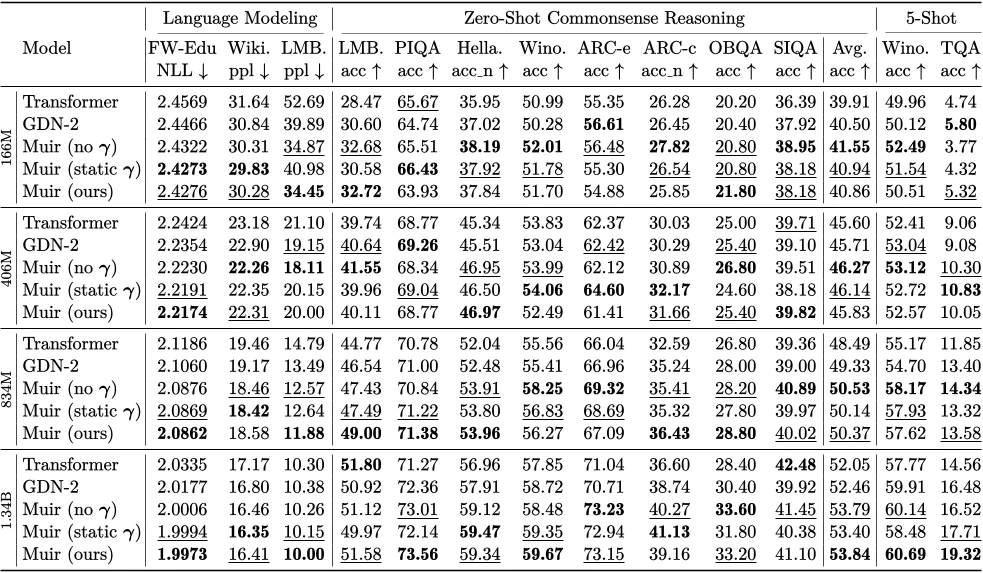 Language Modeling Zero-Shot Commonsense Reasoning 5-Shot
Model FW-Edu Wiki. LMB. LMB. PIQA Hella. Wino. ARC-e ARC-c OBQA SIQA Avg. Wino. TQA
NLL ↓ ppl ↓ ppl ↓ acc ↑ acc ↑ acc_n ↑ acc ↑ acc ↑ acc_n ↑ acc ↑ acc ↑ acc ↑ acc ↑ acc ↑
166M
Transformer 2.4569 31.64 52.69 28.47 65.67 35.95 50.99 55.35 26.28 20.20 36.39 39.91 49.96 4.74
GDN-2 2.4466 30.84 39.89 30.60 64.74 37.02 50.28 56.61 26.45 20.40 37.92 40.50 50.12 5.80
Muir (no γ) 2.4322 30.31 34.87 32.68 65.51 38.19 52.01 56.48 27.82 20.80 38.95 41.55 52.49 3.77
Muir (static γ) 2.4273 29.83 40.98 30.58 66.43 37.92 51.78 55.30 26.54 20.80 38.18 40.94 51.54 4.32
Muir (ours) 2.4276 30.28 34.45 32.72 63.93 37.84 51.70 54.88 25.85 21.80 38.18 40.86 50.51 5.32
406M
Transformer 2.2424 23.18 21.10 39.74 68.77 45.34 53.83 62.37 30.03 25.00 39.71 45.60 52.41 9.06
GDN-2 2.2354 22.90 19.15 40.64 69.26 45.51 53.04 62.42 30.29 25.40 39.10 45.71 53.04 9.08
Muir (no γ) 2.2230 22.26 18.11 41.55 68.34 46.95 53.99 62.12 30.89 26.80 39.51 46.27 53.12 10.30
Muir (static γ) 2.2191 22.35 20.15 39.96 69.04 46.50 54.06 64.60 32.17 24.60 38.18 46.14 52.72 10.83
Muir (ours) 2.2174 22.31 20.00 40.11 68.77 46.97 52.49 61.41 31.66 25.40 39.82 45.83 52.57 10.05
834M
Transformer 2.1186 19.46 14.79 44.77 70.78 52.04 55.56 66.04 32.59 26.80 39.36 48.49 55.17 11.85
GDN-2 2.1060 19.17 13.49 46.54 71.00 52.48 55.41 66.96 35.24 28.00 39.00 49.33 54.70 13.40
Muir (no γ) 2.0876 18.46 12.57 47.43 70.84 53.91 58.25 69.32 35.41 28.20 40.89 50.53 58.17 14.34
Muir (static γ) 2.0869 18.42 12.64 47.49 71.22 53.80 56.83 68.69 35.32 27.80 39.97 50.14 57.93 13.32
Muir (ours) 2.0862 18.58 11.88 49.00 71.38 53.96 56.27 67.09 36.43 28.80 40.02 50.37 57.62 13.58
1.34B
Transformer 2.0335 17.17 10.30 51.80 71.27 56.96 57.85 71.04 36.60 28.40 42.48 52.05 57.77 14.56
GDN-2 2.0177 16.80 10.38 50.92 72.36 57.91 58.72 70.71 38.74 30.40 39.92 52.46 59.91 16.48
Muir (no γ) 2.0006 16.46 10.26 51.12 73.01 59.12 58.48 73.23 40.27 33.60 41.45 53.79 60.14 16.52
Muir (static γ) 1.9994 16.35 10.15 49.97 72.14 59.47 59.35 72.94 41.13 31.80 40.38 53.40 58.48 17.71
Muir (ours) 1.9973 16.41 10.00 51.58 73.56 59.34 59.67 73.15 39.16 33.20 41.10 53.84 60.69 19.32